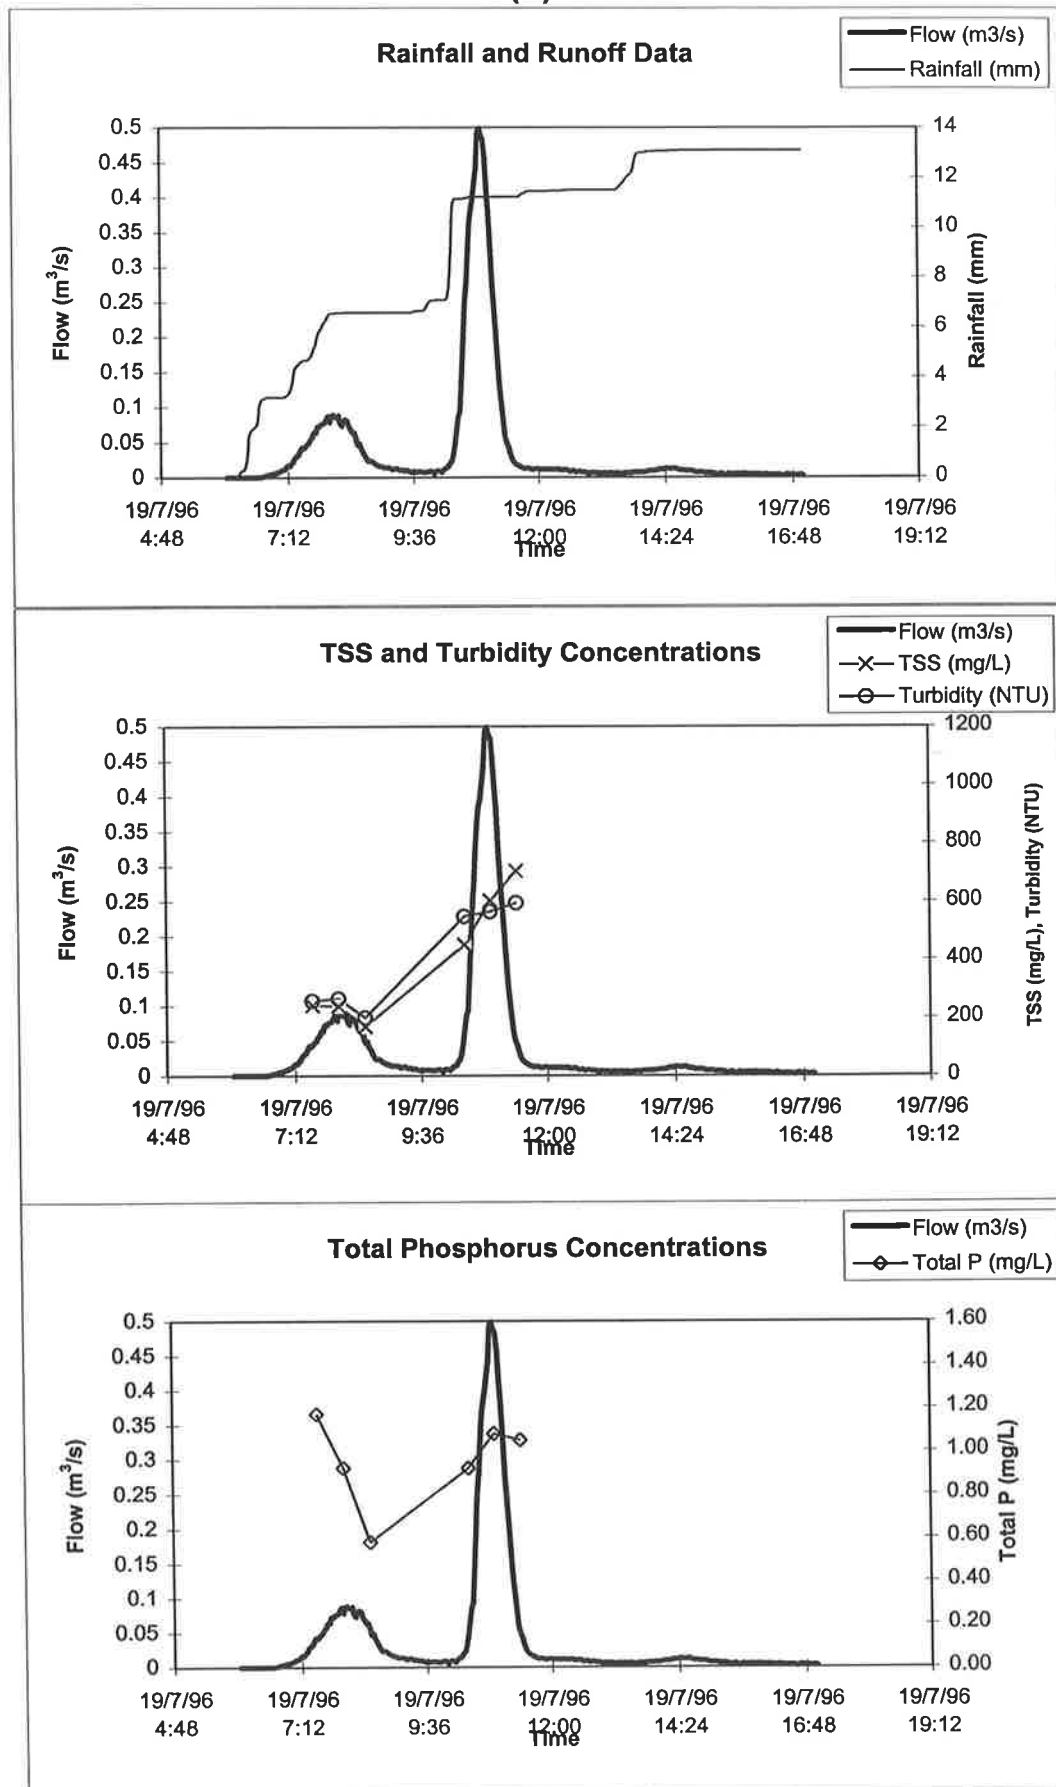 Rainfall and Runoff Data
Flow (m3/s)
Rainfall (mm)
0.5
0.45
0.4
0.35
0.3
0.25
0.2
0.15
0.1
0.05
0
Flow (m³/s)
14
12
10
8
6
4
2
0
Rainfall (mm)
19/7/96 19/7/96 19/7/96 19/7/96 19/7/96 19/7/96 19/7/96
4:48 7:12 9:36 12:00 14:24 16:48 19:12
Time
TSS and Turbidity Concentrations
Flow (m3/s)
TSS (mg/L)
Turbidity (NTU)
0.5
0.45
0.4
0.35
0.3
0.25
0.2
0.15
0.1
0.05
0
Flow (m³/s)
1200
1000
800
600
400
200
0
TSS (mg/L), Turbidity (NTU)
19/7/96 19/7/96 19/7/96 19/7/96 19/7/96 19/7/96 19/7/96
4:48 7:12 9:36 12:00 14:24 16:48 19:12
Time
Total Phosphorus Concentrations
Flow (m3/s)
Total P (mg/L)
0.5
0.45
0.4
0.35
0.3
0.25
0.2
0.15
0.1
0.05
0
Flow (m³/s)
1.60
1.40
1.20
1.00
0.80
0.60
0.40
0.20
0.00
Total P (mg/L)
19/7/96 19/7/96 19/7/96 19/7/96 19/7/96 19/7/96 19/7/96
4:48 7:12 9:36 12:00 14:24 16:48 19:12
Time